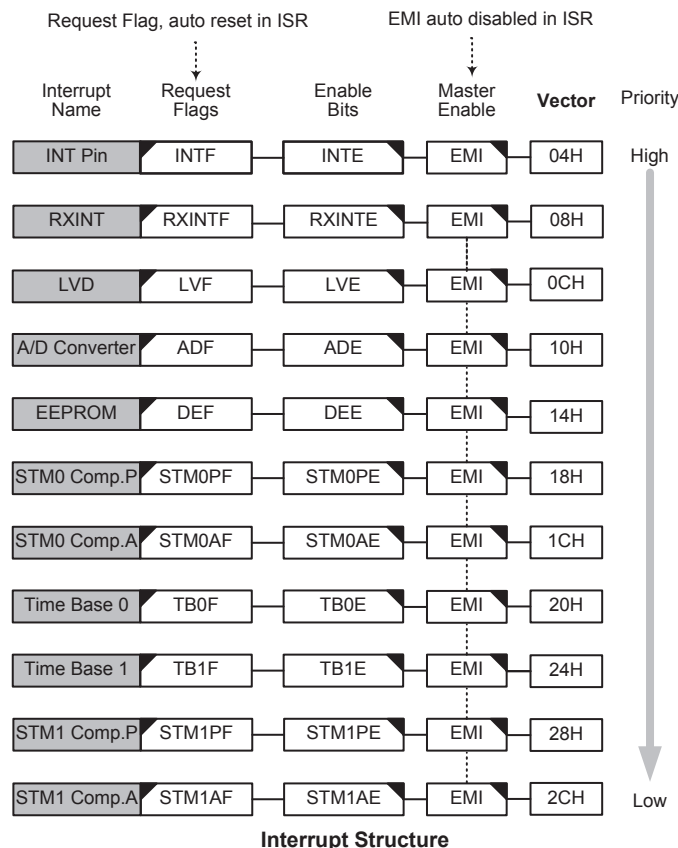 Request Flag, auto reset in ISR
EMI auto disabled in ISR
Interrupt Name
Request Flags
Enable Bits
Master Enable
Vector
Priority
INT Pin INTF INTE EMI 04H High
RXINT RXINTF RXINTE EMI 08H
LVD LVF LVE EMI 0CH
A/D Converter ADF ADE EMI 10H
EEPROM DEF DEE EMI 14H
STM0 Comp.P STM0PF STM0PE EMI 18H
STM0 Comp.A STM0AF STM0AE EMI 1CH
Time Base 0 TB0F TB0E EMI 20H
Time Base 1 TB1F TB1E EMI 24H
STM1 Comp.P STM1PF STM1PE EMI 28H
STM1 Comp.A STM1AF STM1AE EMI 2CH Low
Interrupt Structure